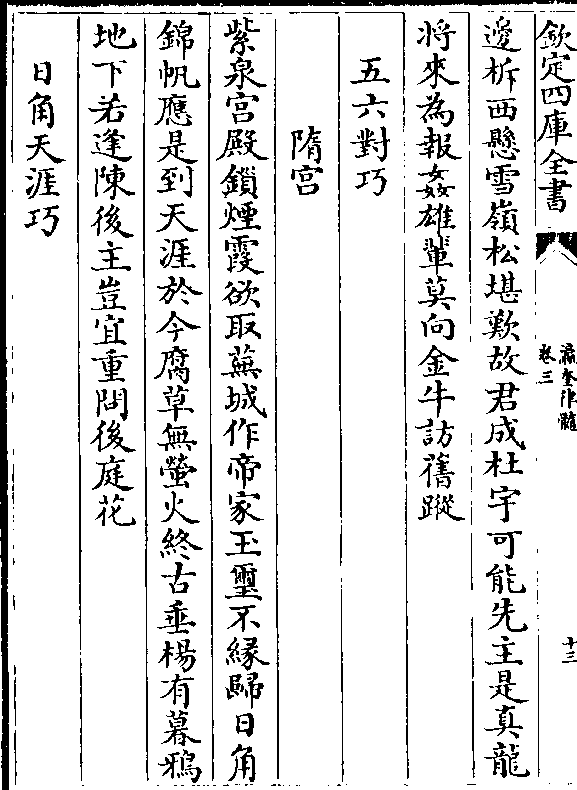 欽定四庫全書
瀛奎律髓
卷三
十三
邊柝西懸雪嶺松堪歎故君成杜宇可能先主是真龍
將來為報姦雄輩莫向金牛訪舊蹤
五六對巧
隋宮
紫泉宮殿鎖煙霞欲取蕪城作帝家玉璽不緣歸日角
錦帆應是到天涯於今腐草無螢火終古垂楊有暮鴉
地下若逢陳後主豈宜重問後庭花
日角天涯巧